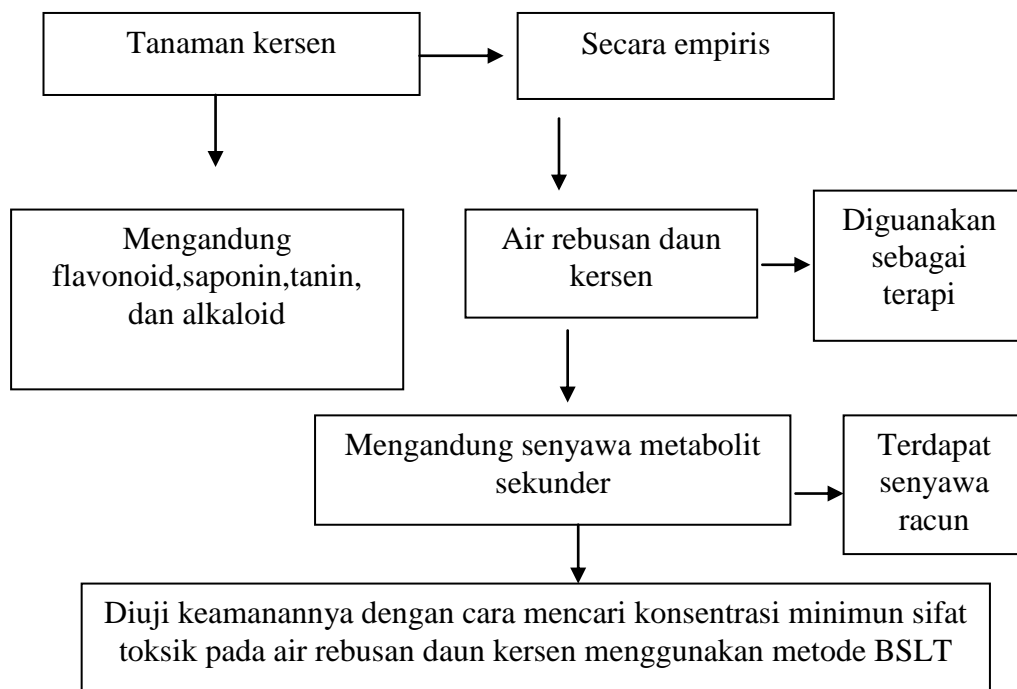 Tanaman kersen
Secara empiris
Mengandung
flavonoid,saponin,tanin,
dan alkaloid
Air rebusan daun
kersen
Diguanakan
sebagai
terapi
Mengandung senyawa metabolit
sekunder
Terdapat
senyawa
racun
Diuji keamanannya dengan cara mencari konsentrasi minimun sifat
toksik pada air rebusan daun kersen menggunakan metode BSLT